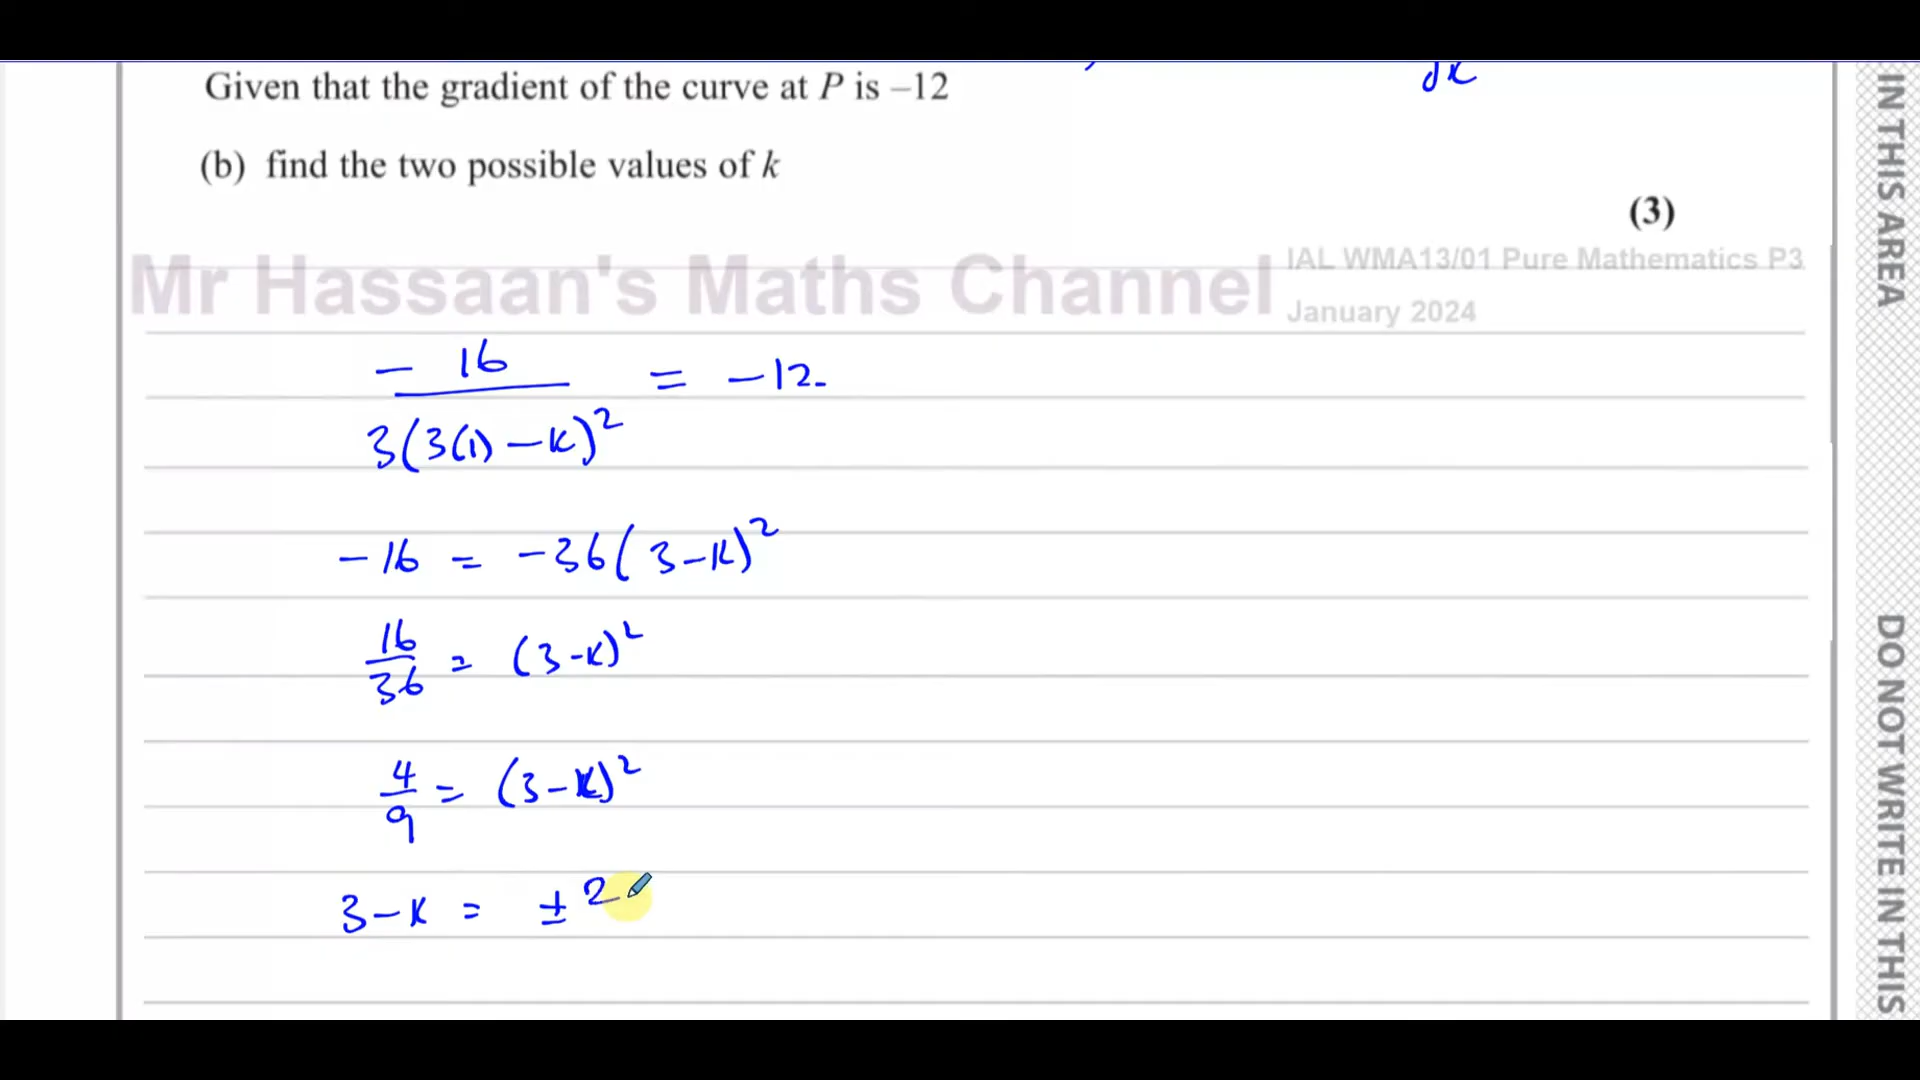 dx
Given that the gradient of the curve at P is –12
(b) find the two possible values of k
(3)
Mr Hassaan's Maths Channel
IAL WMA13/01 Pure Mathematics P3
January 2024
- 16 / 3(3(1) - k)² = -12
-16 = -36(3-k)²
16/36 = (3-k)²
4/9 = (3-k)²
3-k = ± 2
IN THIS AREA
DO NOT WRITE IN THIS